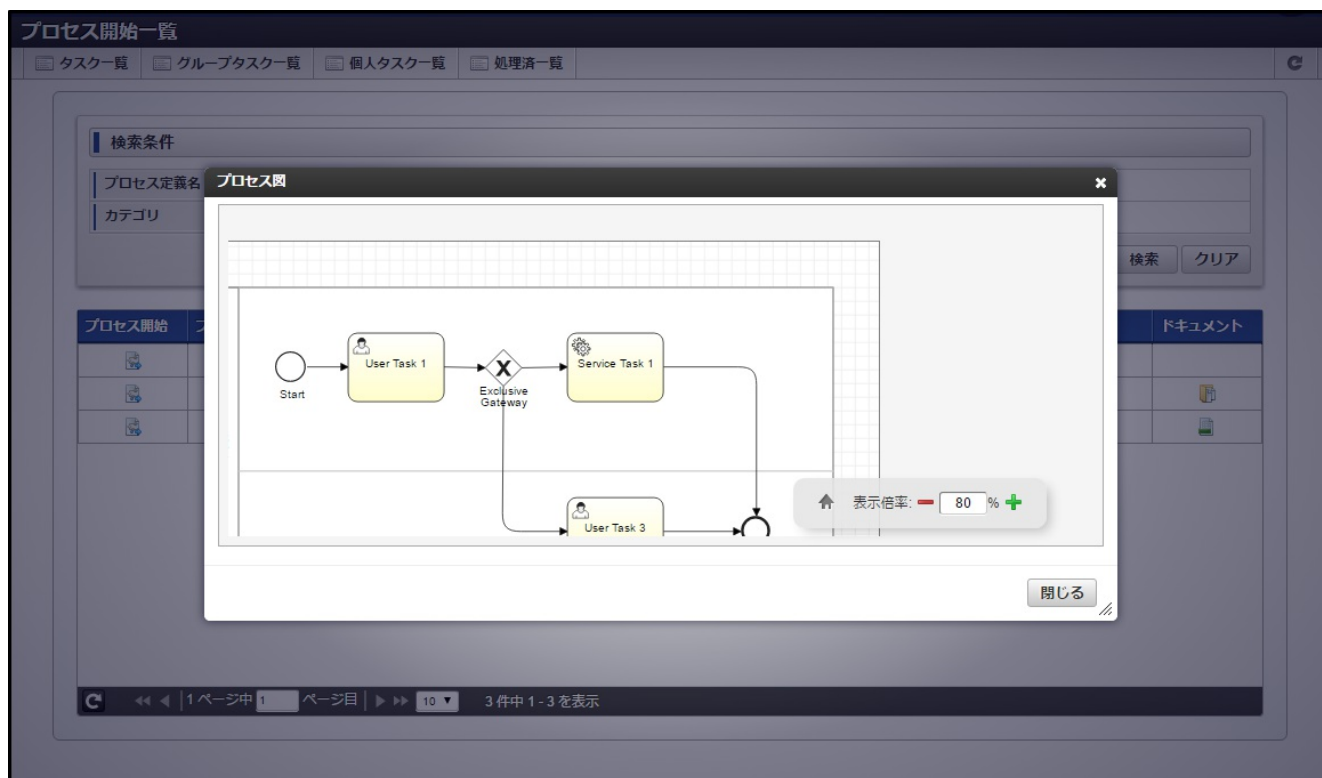 プロセス開始一覧
タスク一覧 グループタスク一覧 個人タスク一覧 処理済一覧
検索条件
プロセス定義名
カテゴリ
検索 クリア
プロセス図
Start
User Task 1
Exclusive
Gateway
Service Task 1
User Task 3
表示倍率: 80 %
閉じる
プロセス開始 ドキュメント
1 ページ中 1 ページ目 10 3 件中 1 - 3 を表示